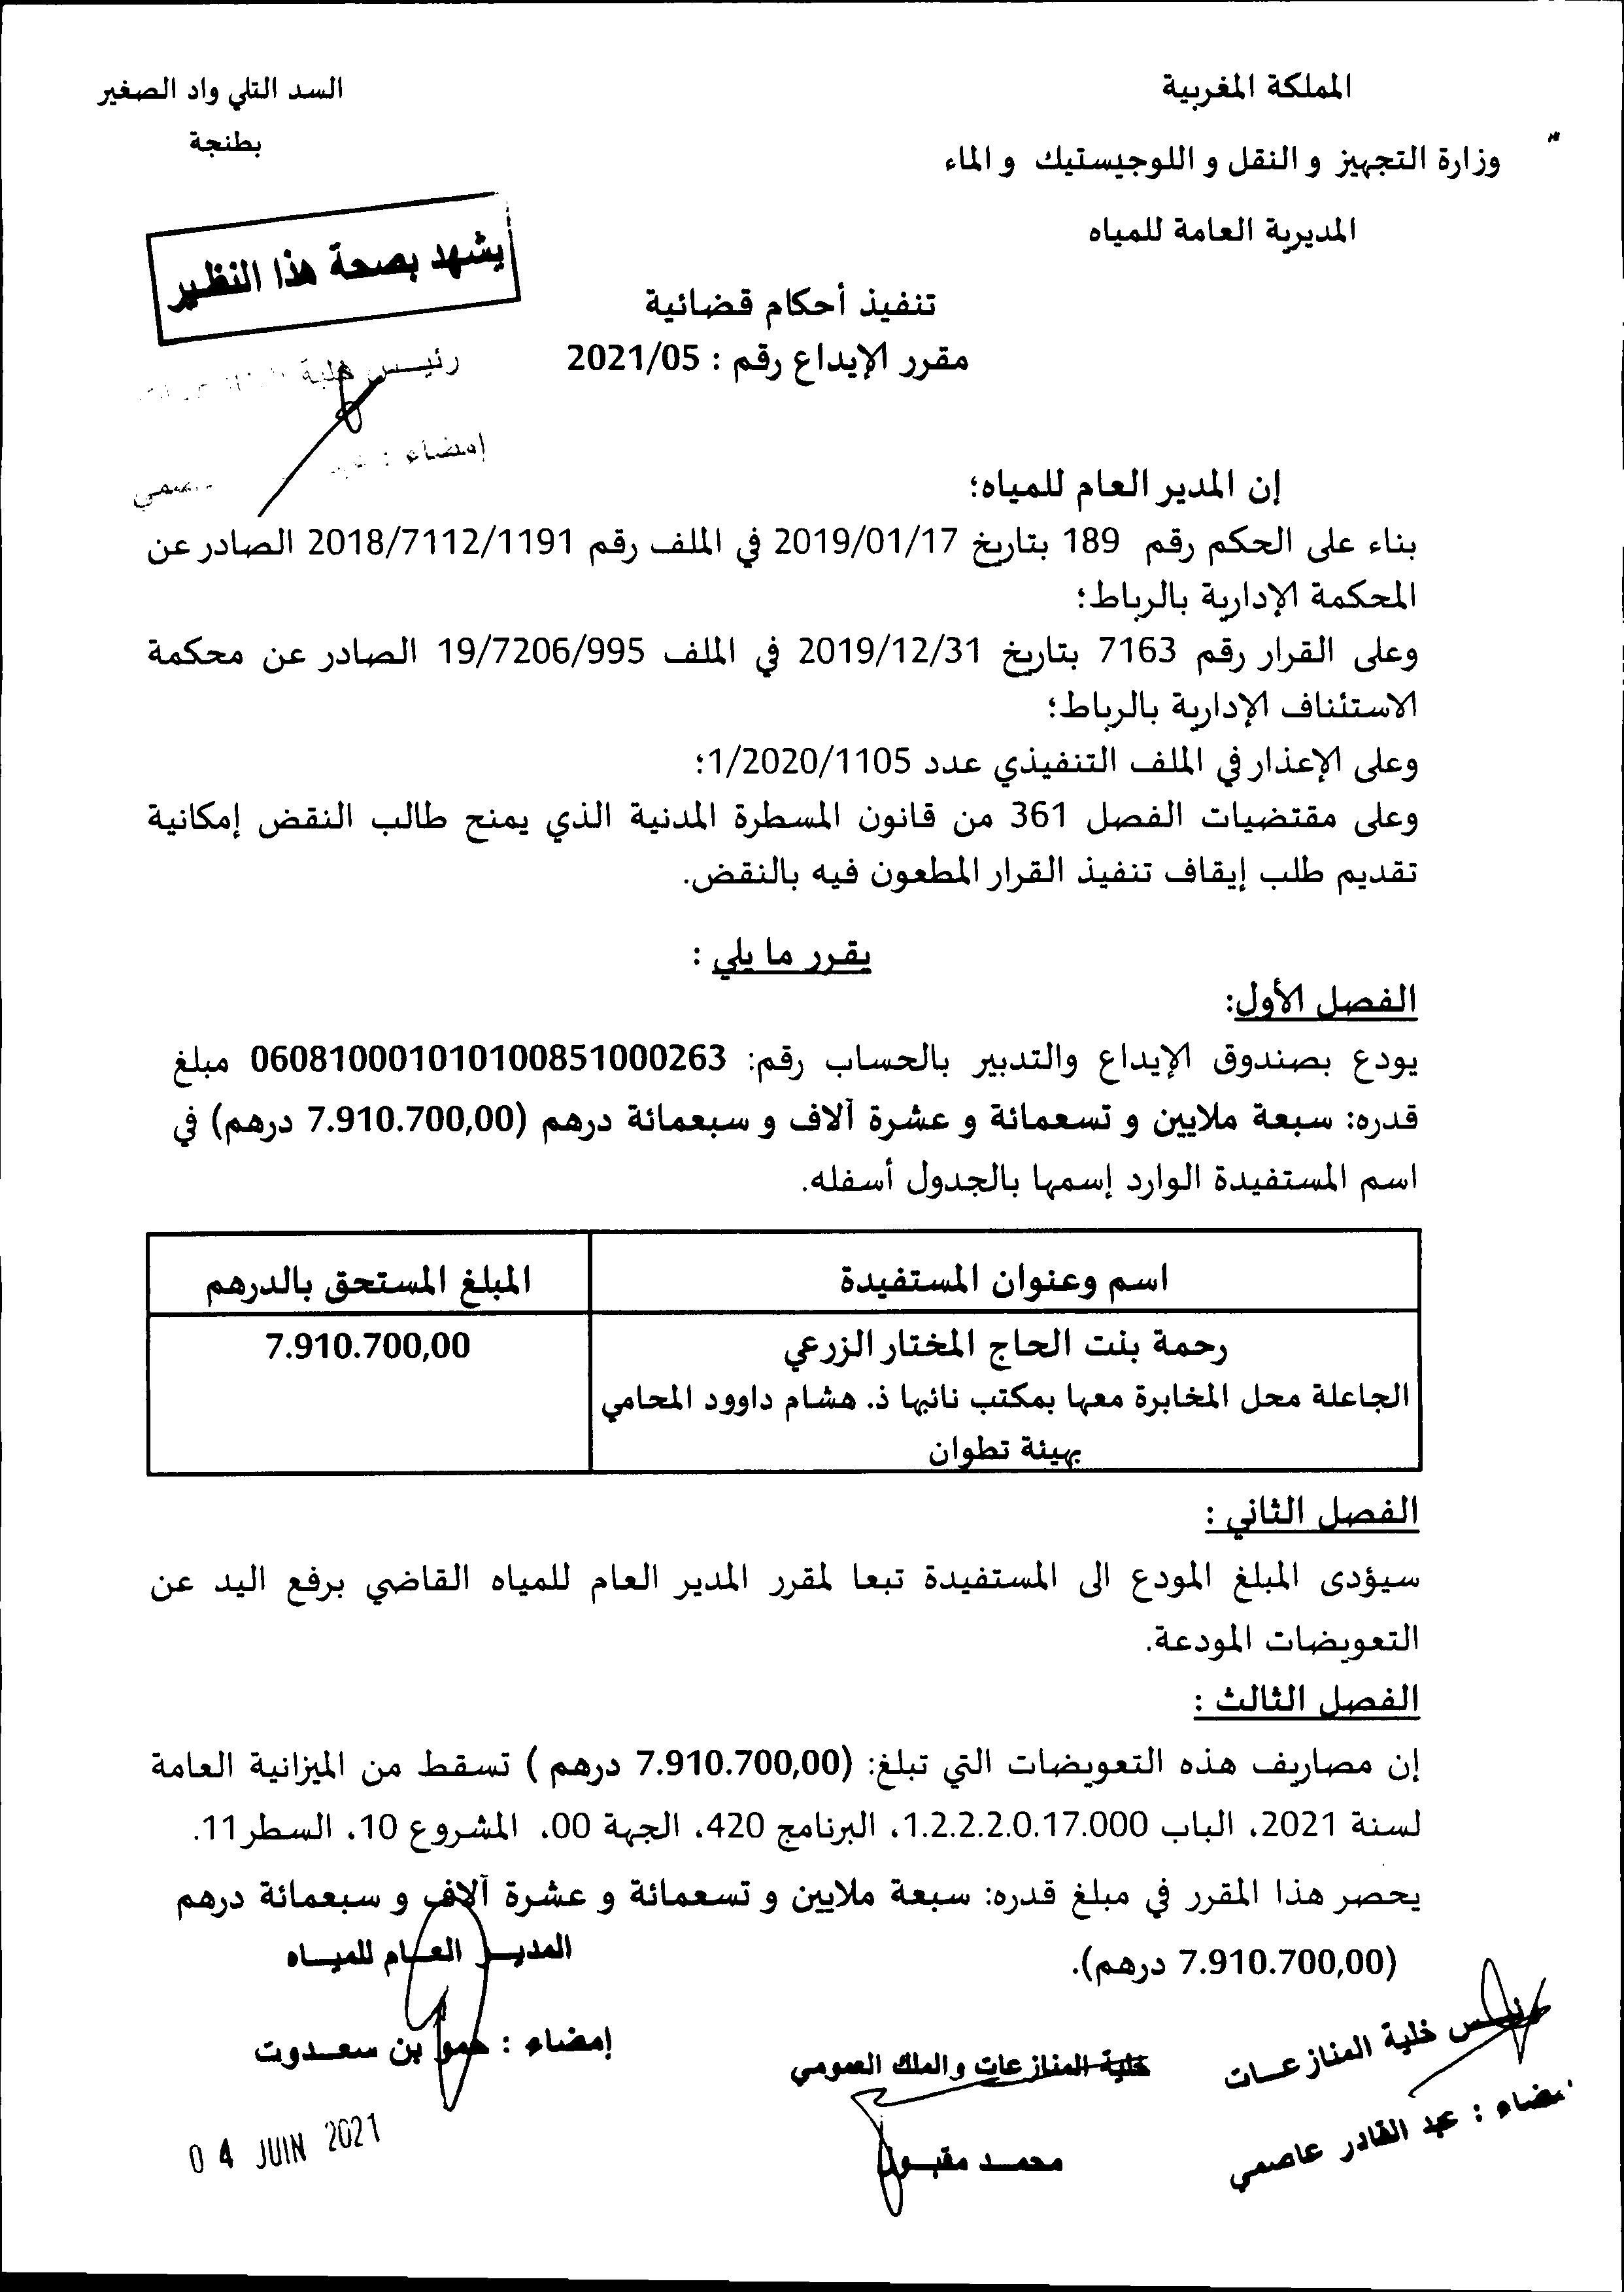 المملكة المغربية
وزارة التجهيز و النقل و اللوجيستيك و الماء
المديرية العامة للمياه
السد التلي واد الصغير
بطنجة
يشهد بصحة هذا النظير
رئيس خلية
إمضاء :
تنفيذ أحكام قضائية
مقرر الإيداع رقم : 2021/05
إن المدير العام للمياه؛
بناء على الحكم رقم 189 بتاريخ 2019/01/17 في الملف رقم 2018/7112/1191 الصادر عن
المحكمة الإدارية بالرباط؛
وعلى القرار رقم 7163 بتاريخ 2019/12/31 في الملف 19/7206/995 الصادر عن محكمة
الاستئناف الإدارية بالرباط؛
وعلى الإعذار في الملف التنفيذي عدد 1/2020/1105؛
وعلى مقتضيات الفصل 361 من قانون المسطرة المدنية الذي يمنح طالب النقض إمكانية
تقديم طلب إيقاف تنفيذ القرار المطعون فيه بالنقض.
يقرر ما يلي :
الفصل الأول:
يودع بصندوق الإيداع والتدبير بالحساب رقم: 060810001010100851000263 مبلغ
قدره: سبعة ملايين و تسعمائة و عشرة آلاف و سبعمائة درهم (7.910.700,00 درهم) في
اسم المستفيدة الوارد إسمها بالجدول أسفله.
اسم وعنوان المستفيدة
المبلغ المستحق بالدرهم
رحمة بنت الحاج المختار الزرعي
7.910.700,00
الجاعلة محل المخابرة معها بمكتب نائبها ذ. هشام داوود المحامي
بهيئة تطوان
الفصل الثاني :
سيؤدى المبلغ المودع الى المستفيدة تبعا لمقرر المدير العام للمياه القاضي برفع اليد عن
التعويضات المودعة.
الفصل الثالث :
إن مصاريف هذه التعويضات التي تبلغ: (7.910.700,00 درهم ) تسقط من الميزانية العامة
لسنة 2021، الباب 1.2.2.2.0.17.000، البرنامج 420، الجهة 00، المشروع 10، السطر11.
يحصر هذا المقرر في مبلغ قدره: سبعة ملايين و تسعمائة و عشرة آلاف و سبعمائة درهم
(7.910.700,00 درهم).
المدير العام للمياه
إمضاء : حمو بن سعدوت
04 JUIN 2021
خلية المنازعات والملك العمومي
محمد مقبول
رئيس خلية المنازعات
إمضاء : عبد القادر عاصمي